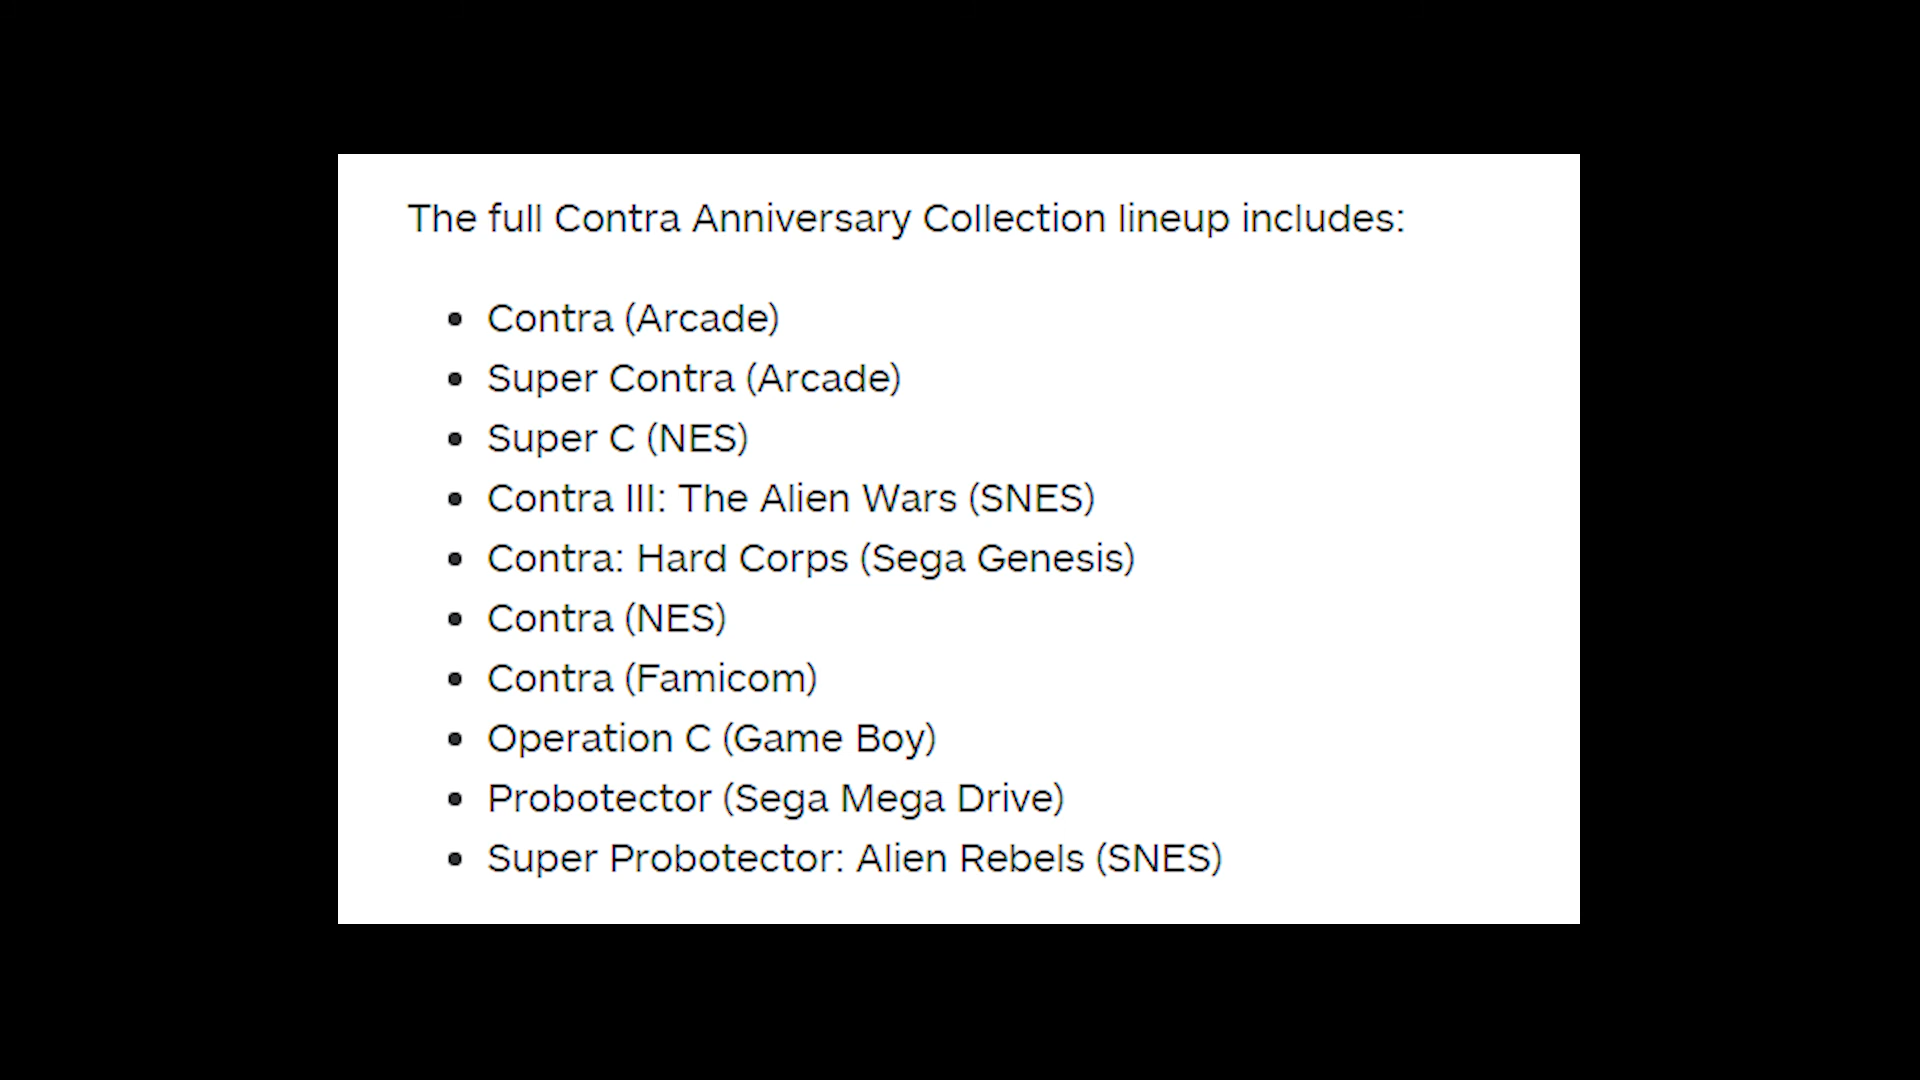 The full Contra Anniversary Collection lineup includes:
• Contra (Arcade)
• Super Contra (Arcade)
• Super C (NES)
• Contra III: The Alien Wars (SNES)
• Contra: Hard Corps (Sega Genesis)
• Contra (NES)
• Contra (Famicom)
• Operation C (Game Boy)
• Probotector (Sega Mega Drive)
• Super Probotector: Alien Rebels (SNES)